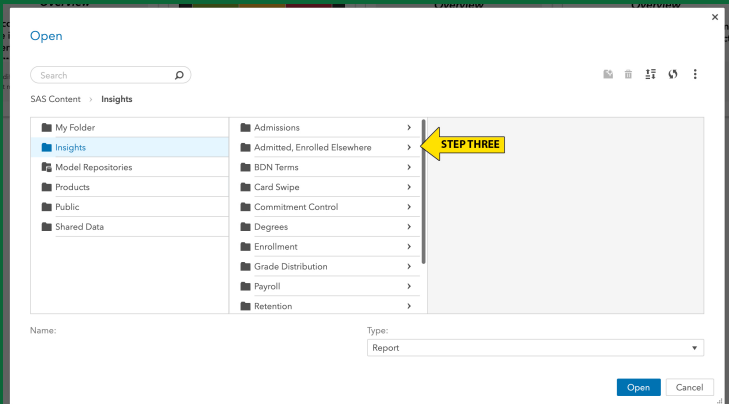 Overview
Overview
Overview
Open
Search
SAS Content > Insights
My Folder
Insights
Model Repositories
Products
Public
Shared Data
Admissions
Admitted, Enrolled Elsewhere
BDN Terms
Card Swipe
Commitment Control
Degrees
Enrollment
Grade Distribution
Payroll
Retention
STEP THREE
Name:
Type:
Report
Open
Cancel